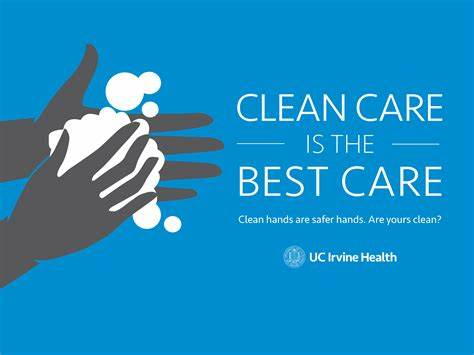 CLEAN CARE
IS THE
BEST CARE
Clean hands are safer hands. Are yours clean?
UC Irvine Health